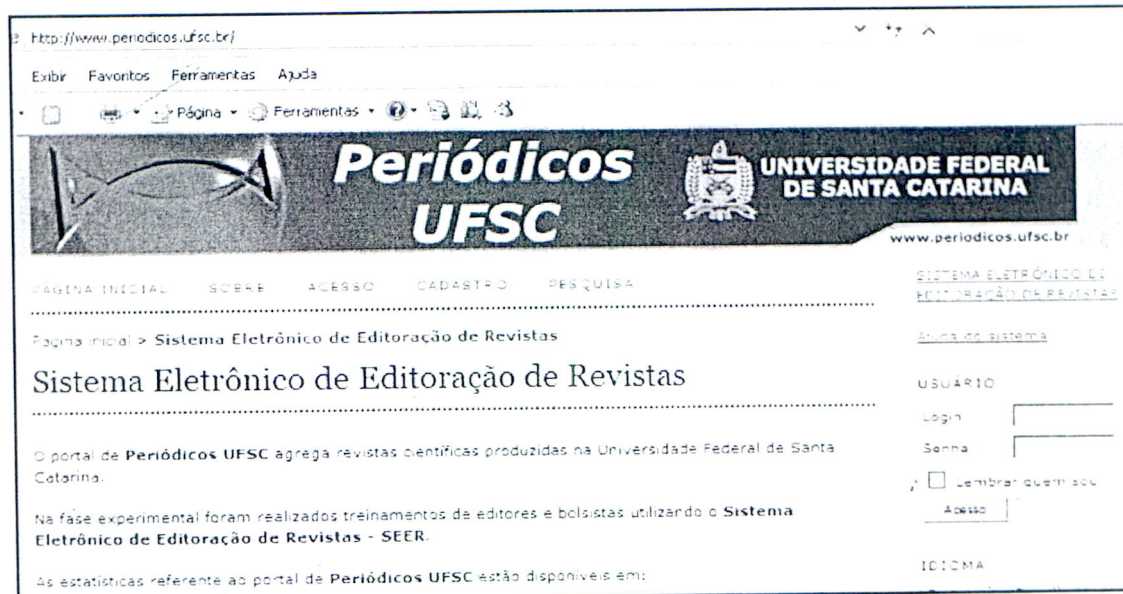 http://www.periodicos.ufsc.br/
Exibir Favoritos Ferramentas Ajuda
Página Ferramentas
Periódicos
UFSC
UNIVERSIDADE FEDERAL
DE SANTA CATARINA
www.periodicos.ufsc.br
PÁGINA INICIAL SOBRE ACESSO CADASTRO PESQUISA
Página inicial > Sistema Eletrônico de Editoração de Revistas
Sistema Eletrônico de Editoração de Revistas
O portal de Periódicos UFSC agrega revistas científicas produzidas na Universidade Federal de Santa
Catarina.
Na fase experimental foram realizados treinamentos de editores e bolsistas utilizando o Sistema
Eletrônico de Editoração de Revistas - SEER.
As estatísticas referente ao portal de Periódicos UFSC estão disponíveis em:
SISTEMA ELETRÔNICO DE
EDITORAÇÃO DE REVISTAS
Ajuda do sistema
USUÁRIO
Login
Senha
Lembrar quem sou
Acesso
IDIOMA